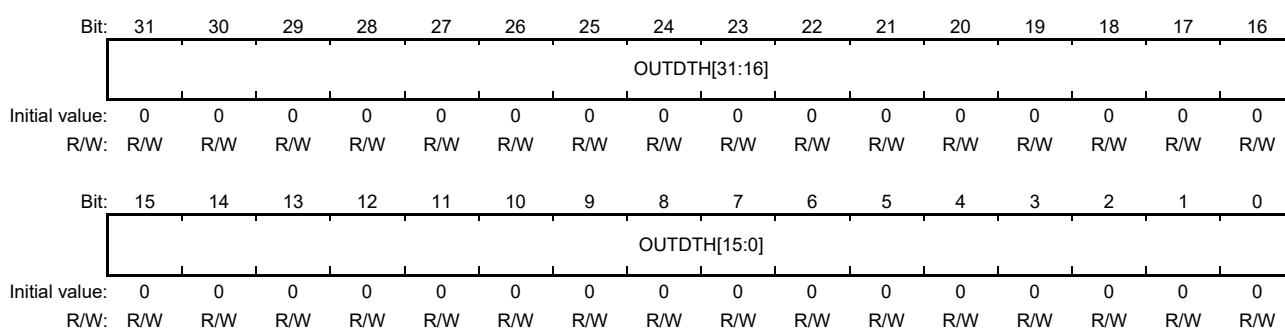 Bit: 31 30 29 28 27 26 25 24 23 22 21 20 19 18 17 16
OUTDTH[31:16]
Initial value: 0 0 0 0 0 0 0 0 0 0 0 0 0 0 0 0
R/W: R/W R/W R/W R/W R/W R/W R/W R/W R/W R/W R/W R/W R/W R/W R/W R/W
Bit: 15 14 13 12 11 10 9 8 7 6 5 4 3 2 1 0
OUTDTH[15:0]
Initial value: 0 0 0 0 0 0 0 0 0 0 0 0 0 0 0 0
R/W: R/W R/W R/W R/W R/W R/W R/W R/W R/W R/W R/W R/W R/W R/W R/W R/W